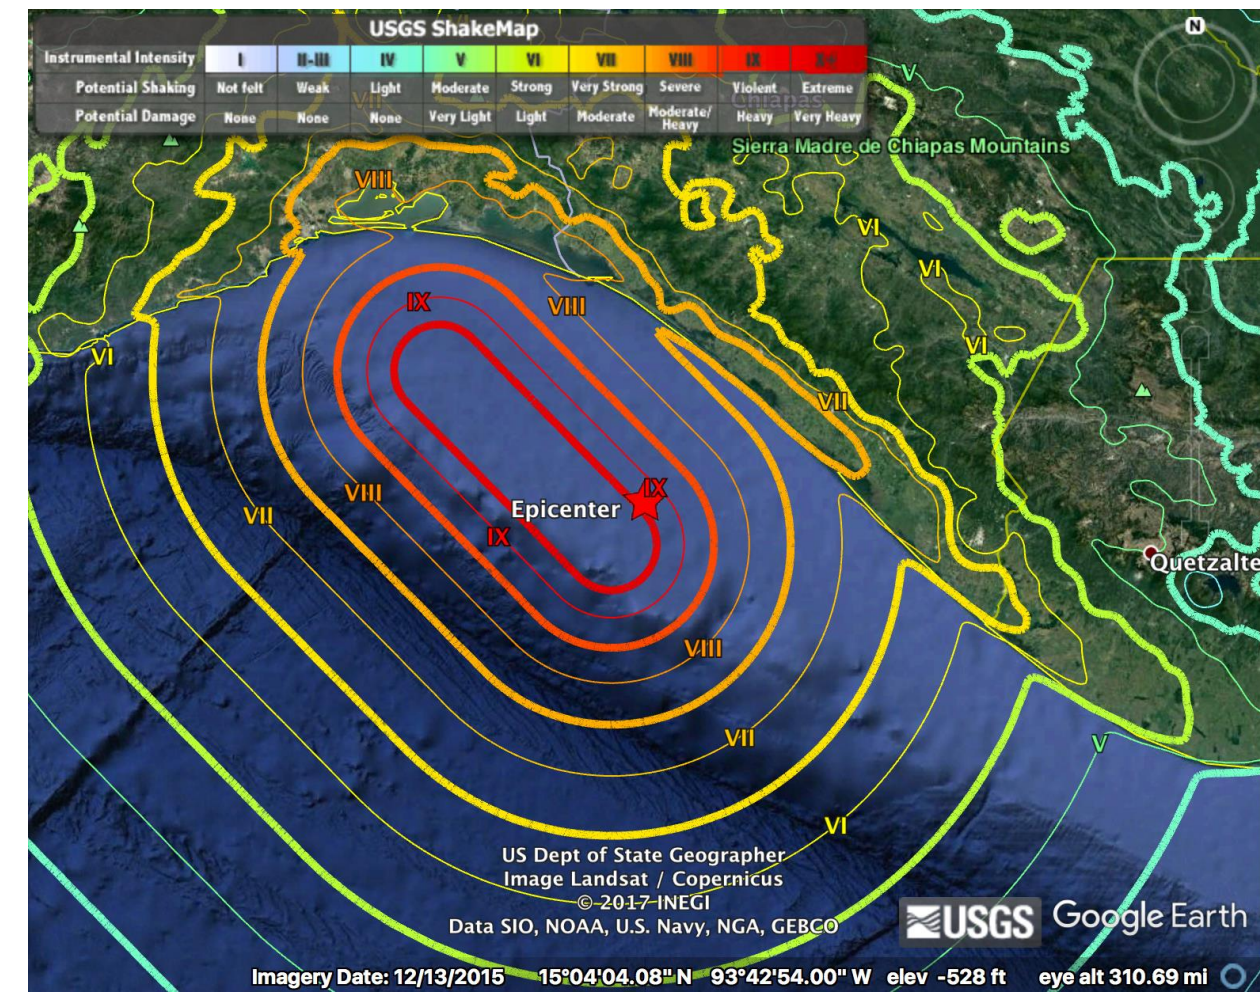 USGS ShakeMap
Instrumental Intensity I II-III IV V VI VII VIII IX X+
Potential Shaking Not felt Weak Light Moderate Strong Very Strong Severe Violent Extreme
Potential Damage None None None Very Light Light Moderate Moderate/ Heavy Heavy Very Heavy
N
V
VII
Chiapas
Sierra Madre de Chiapas Mountains
VIII
VI
VI
IX
VIII
VI
VI
VII
VIII
IX
Epicenter
VII
IX
Quetzalte
VIII
VII
V
VI
US Dept of State Geographer
Image Landsat / Copernicus
© 2017 INEGI
Data SIO, NOAA, U.S. Navy, NGA, GEBCO
USGS Google Earth
Imagery Date: 12/13/2015 15°04'04.08" N 93°42'54.00" W elev -528 ft eye alt 310.69 mi